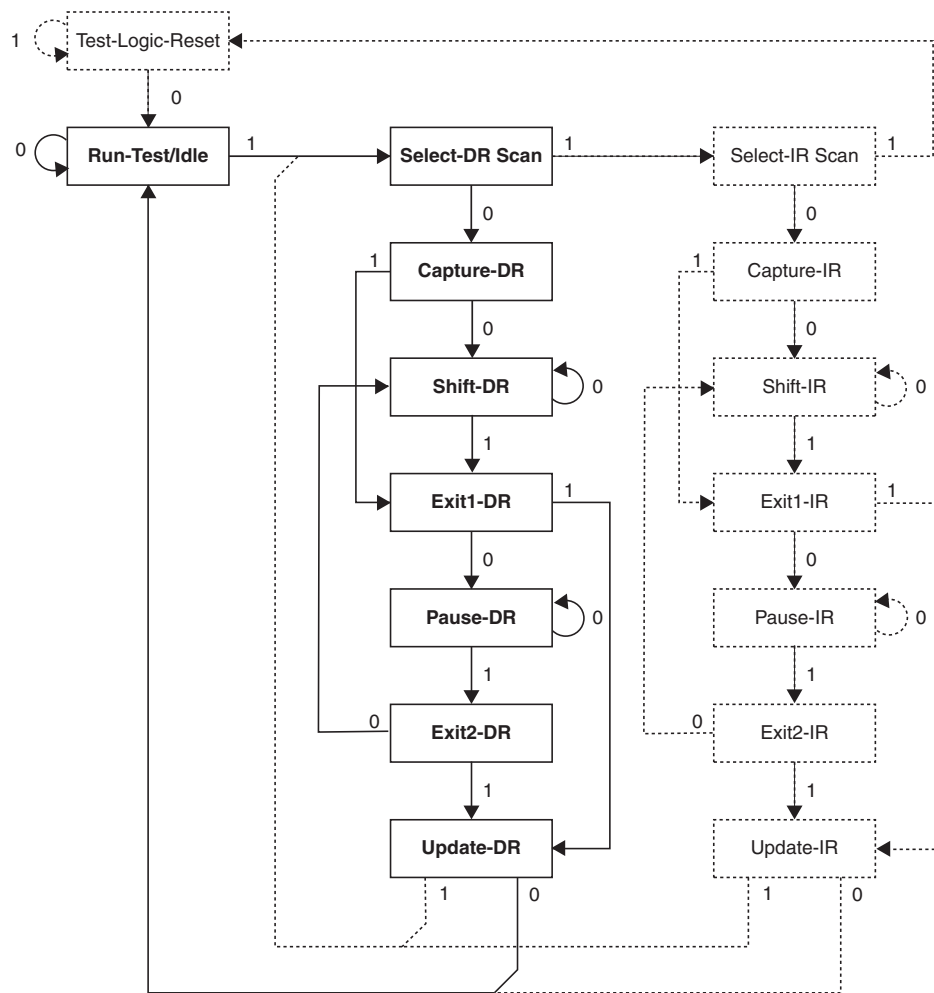 1 Test-Logic-Reset
0
0 Run-Test/Idle 1 Select-DR Scan 1 Select-IR Scan 1
0 0
1 Capture-DR 1 Capture-IR
0 0
Shift-DR 0 Shift-IR 0
1 1
Exit1-DR 1 Exit1-IR 1
0 0
Pause-DR 0 Pause-IR 0
1 1
0 Exit2-DR 0 Exit2-IR
1 1
Update-DR Update-IR
1 0 1 0